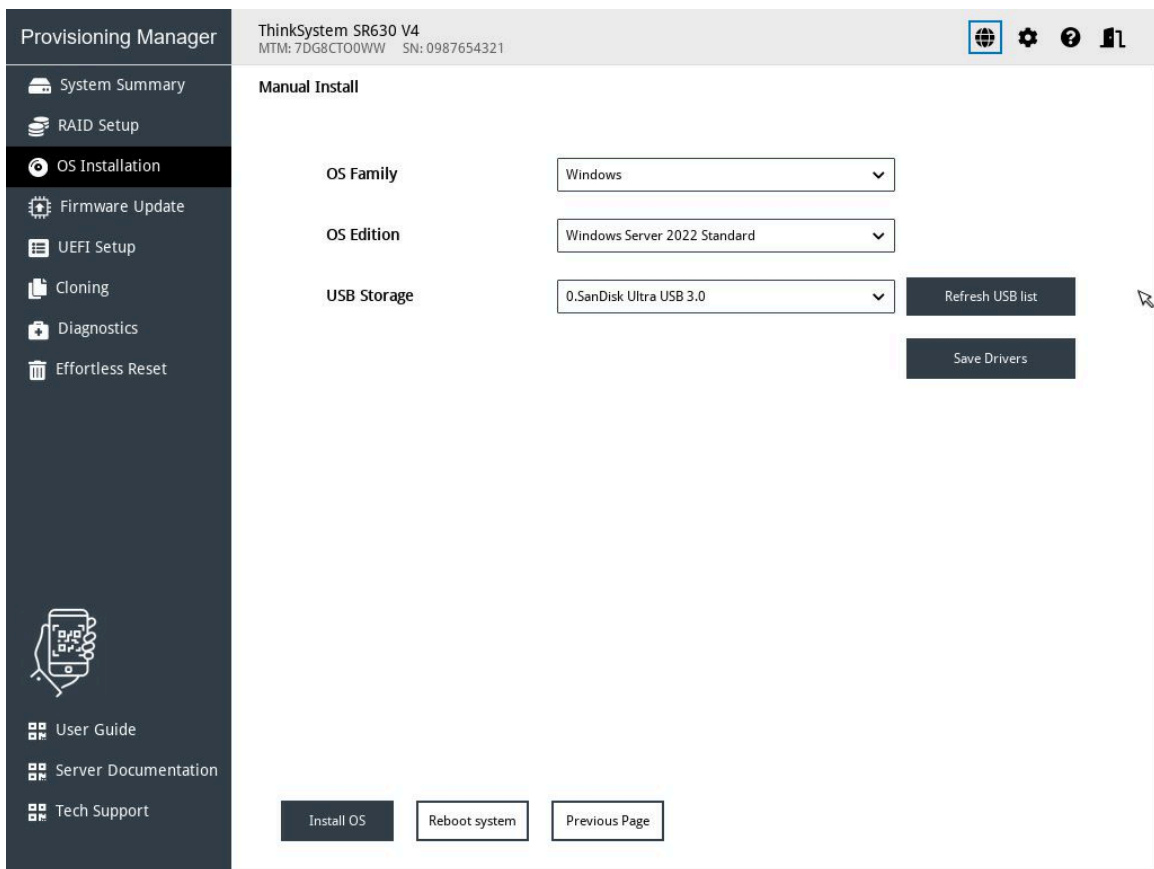 Provisioning Manager
ThinkSystem SR630 V4
MTM: 7DG8CTO0WW SN: 0987654321
System Summary
RAID Setup
OS Installation
Firmware Update
UEFI Setup
Cloning
Diagnostics
Effortless Reset
User Guide
Server Documentation
Tech Support
Manual Install
OS Family
Windows
OS Edition
Windows Server 2022 Standard
USB Storage
0.SanDisk Ultra USB 3.0
Refresh USB list
Save Drivers
Install OS
Reboot system
Previous Page